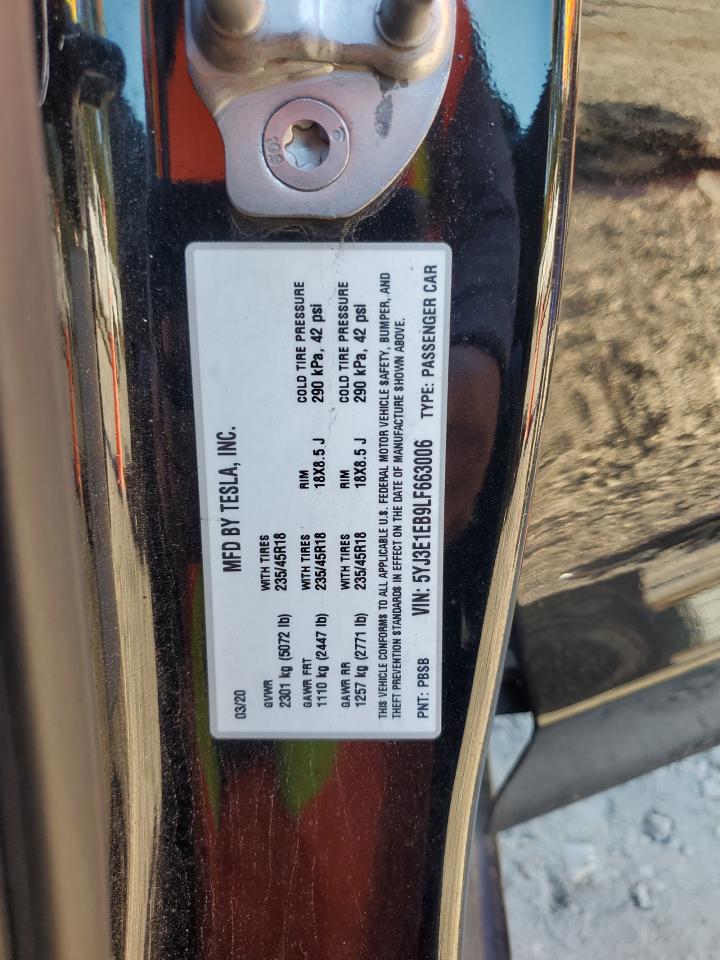 MFD BY TESLA, INC.
03/20
GVWR WITH TIRES
2301 kg (5072 lb) 235/45R18
GAWR FRT WITH TIRES RIM COLD TIRE PRESSURE
1110 kg (2447 lb) 235/45R18 18X8.5 J 290 kPa, 42 psi
GAWR RR WITH TIRES RIM COLD TIRE PRESSURE
1257 kg (2771 lb) 235/45R18 18X8.5 J 290 kPa, 42 psi
THIS VEHICLE CONFORMS TO ALL APPLICABLE U.S. FEDERAL MOTOR VEHICLE SAFETY, BUMPER, AND
THEFT PREVENTION STANDARDS IN EFFECT ON THE DATE OF MANUFACTURE SHOWN ABOVE.
PNT: PBSB VIN: 5YJ3E1EB9LF663006 TYPE: PASSENGER CAR